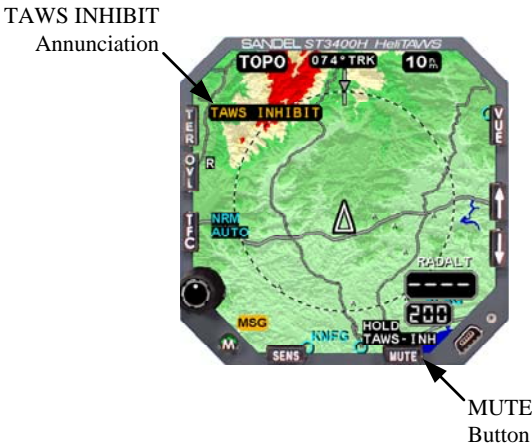 TAWS INHIBIT
Annunciation
SANDEL ST3400H HeliTAWS
TOPO 074°TRK 10nm
TAWS INHIBIT
TER
OVL
TFC
VUE
R
NRM
AUTO
RADALT
----
200
MSG
KNFG
HOLD
TAWS-INH
M
SENS
MUTE
MUTE
Button